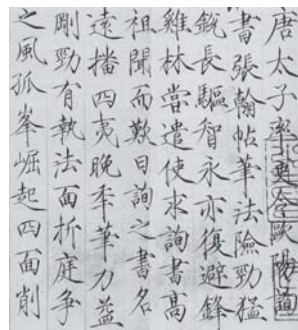 唐太子率更令歐陽詢
書張翰帖筆法險勁猛
銳長驅智永亦復避鋒
雞林嘗遣使求詢書高
祖聞而歎曰詢之書名
遠播四夷晚秊筆力益
剛勁有執法面折庭爭
之風孤峯崛起四面削